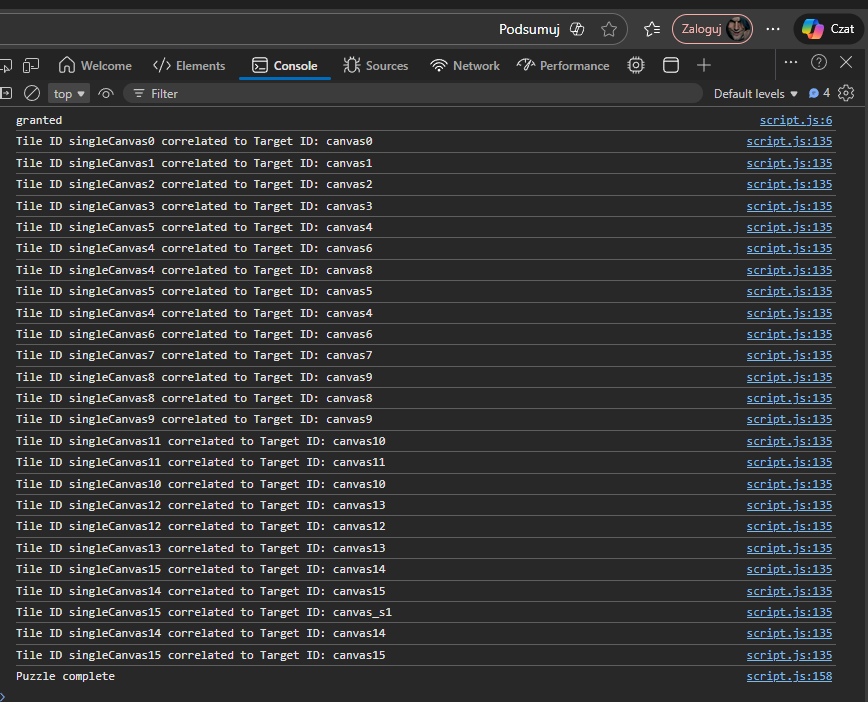 Podsumuj Zaloguj Czat
Welcome Elements Console Sources Network Performance
top Filter Default levels 4
granted script.js:6
Tile ID singleCanvas0 correlated to Target ID: canvas0 script.js:135
Tile ID singleCanvas1 correlated to Target ID: canvas1 script.js:135
Tile ID singleCanvas2 correlated to Target ID: canvas2 script.js:135
Tile ID singleCanvas3 correlated to Target ID: canvas3 script.js:135
Tile ID singleCanvas5 correlated to Target ID: canvas4 script.js:135
Tile ID singleCanvas4 correlated to Target ID: canvas6 script.js:135
Tile ID singleCanvas4 correlated to Target ID: canvas8 script.js:135
Tile ID singleCanvas5 correlated to Target ID: canvas5 script.js:135
Tile ID singleCanvas4 correlated to Target ID: canvas4 script.js:135
Tile ID singleCanvas6 correlated to Target ID: canvas6 script.js:135
Tile ID singleCanvas7 correlated to Target ID: canvas7 script.js:135
Tile ID singleCanvas8 correlated to Target ID: canvas9 script.js:135
Tile ID singleCanvas8 correlated to Target ID: canvas8 script.js:135
Tile ID singleCanvas9 correlated to Target ID: canvas9 script.js:135
Tile ID singleCanvas11 correlated to Target ID: canvas10 script.js:135
Tile ID singleCanvas11 correlated to Target ID: canvas11 script.js:135
Tile ID singleCanvas10 correlated to Target ID: canvas10 script.js:135
Tile ID singleCanvas12 correlated to Target ID: canvas13 script.js:135
Tile ID singleCanvas12 correlated to Target ID: canvas12 script.js:135
Tile ID singleCanvas13 correlated to Target ID: canvas13 script.js:135
Tile ID singleCanvas15 correlated to Target ID: canvas14 script.js:135
Tile ID singleCanvas14 correlated to Target ID: canvas15 script.js:135
Tile ID singleCanvas15 correlated to Target ID: canvas_s1 script.js:135
Tile ID singleCanvas14 correlated to Target ID: canvas14 script.js:135
Tile ID singleCanvas15 correlated to Target ID: canvas15 script.js:135
Puzzle complete script.js:158